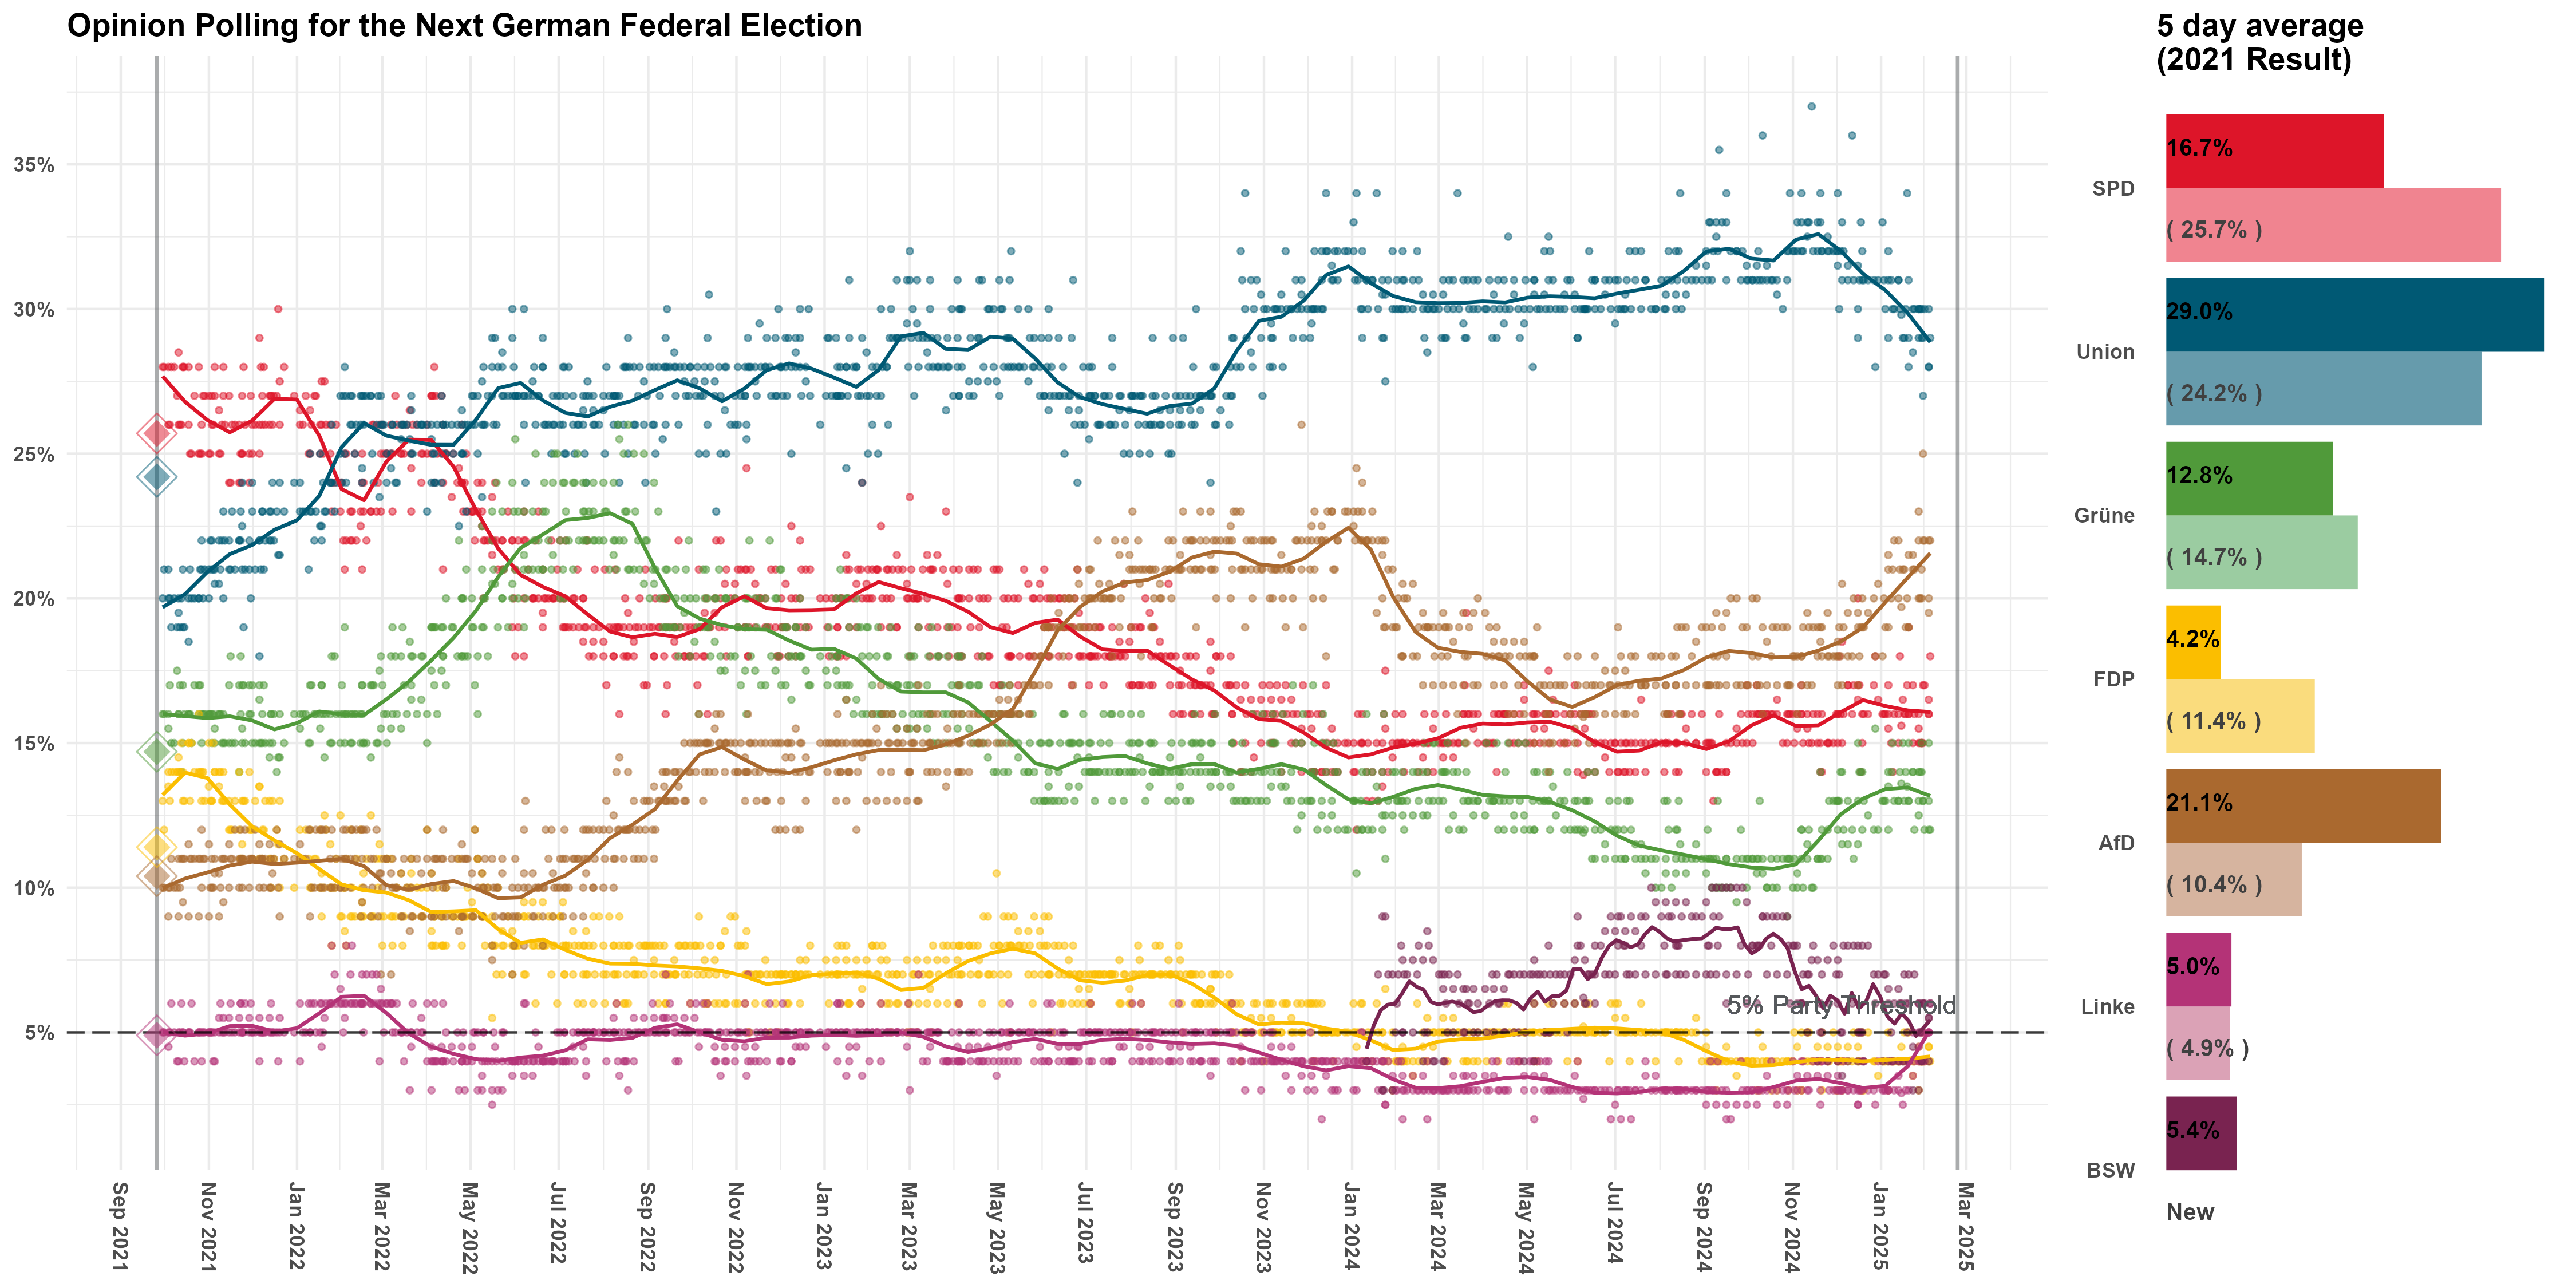 Opinion Polling for the Next German Federal Election
5 day average
(2021 Result)
35%
30%
25%
20%
15%
10%
5%
5% Party Threshold
Sep 2021
Nov 2021
Jan 2022
Mar 2022
May 2022
Jul 2022
Sep 2022
Nov 2022
Jan 2023
Mar 2023
May 2023
Jul 2023
Sep 2023
Nov 2023
Jan 2024
Mar 2024
May 2024
Jul 2024
Sep 2024
Nov 2024
Jan 2025
Mar 2025
SPD
16.7%
( 25.7% )
Union
29.0%
( 24.2% )
Grüne
12.8%
( 14.7% )
FDP
4.2%
( 11.4% )
AfD
21.1%
( 10.4% )
Linke
5.0%
( 4.9% )
BSW
5.4%
New